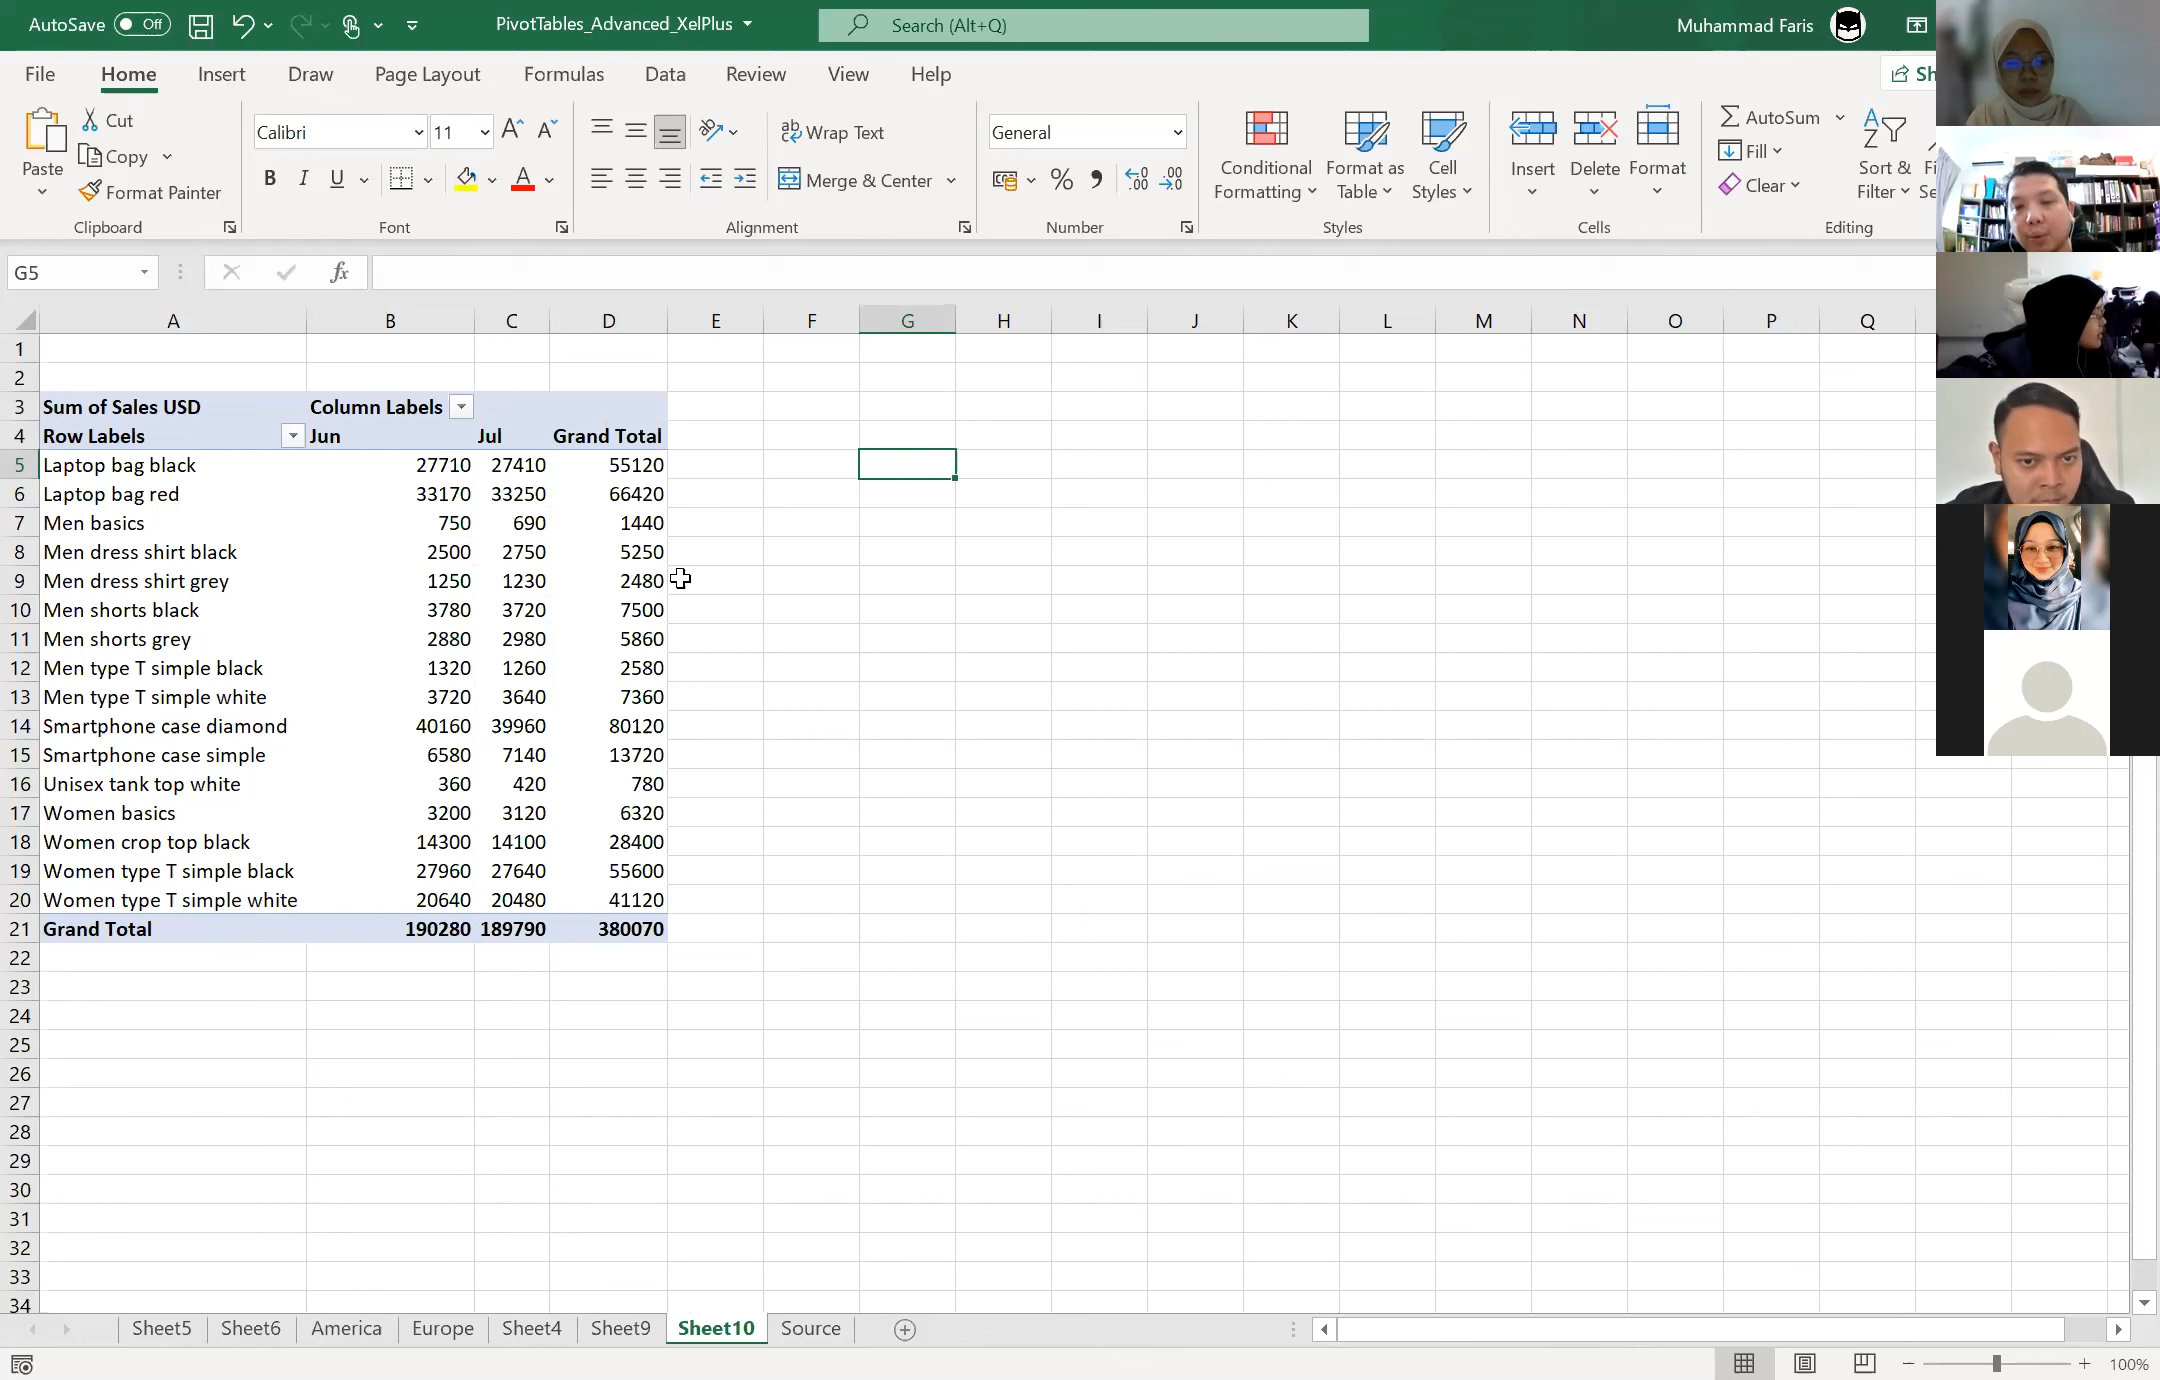 AutoSave Off PivotTables_Advanced_XelPlus Search (Alt+Q) Muhammad Faris
File Home Insert Draw Page Layout Formulas Data Review View Help
Paste Cut Copy Format Painter
Clipboard
Calibri 11
B I U A
Font
Wrap Text
Merge & Center
Alignment
General
% 9
Number
Conditional Formatting Format as Table Cell Styles
Styles
Insert Delete Format
Cells
AutoSum
Fill
Clear
Sort & Filter
Editing
G5 fx
A B C D E F G H I J K L M N O P Q
1
2
3 Sum of Sales USD Column Labels
4 Row Labels Jun Jul Grand Total
5 Laptop bag black 27710 27410 55120
6 Laptop bag red 33170 33250 66420
7 Men basics 750 690 1440
8 Men dress shirt black 2500 2750 5250
9 Men dress shirt grey 1250 1230 2480
10 Men shorts black 3780 3720 7500
11 Men shorts grey 2880 2980 5860
12 Men type T simple black 1320 1260 2580
13 Men type T simple white 3720 3640 7360
14 Smartphone case diamond 40160 39960 80120
15 Smartphone case simple 6580 7140 13720
16 Unisex tank top white 360 420 780
17 Women basics 3200 3120 6320
18 Women crop top black 14300 14100 28400
19 Women type T simple black 27960 27640 55600
20 Women type T simple white 20640 20480 41120
21 Grand Total 190280 189790 380070
22
23
24
25
26
27
28
29
30
31
32
33
34
Sheet5 Sheet6 America Europe Sheet4 Sheet9 Sheet10 Source
100%